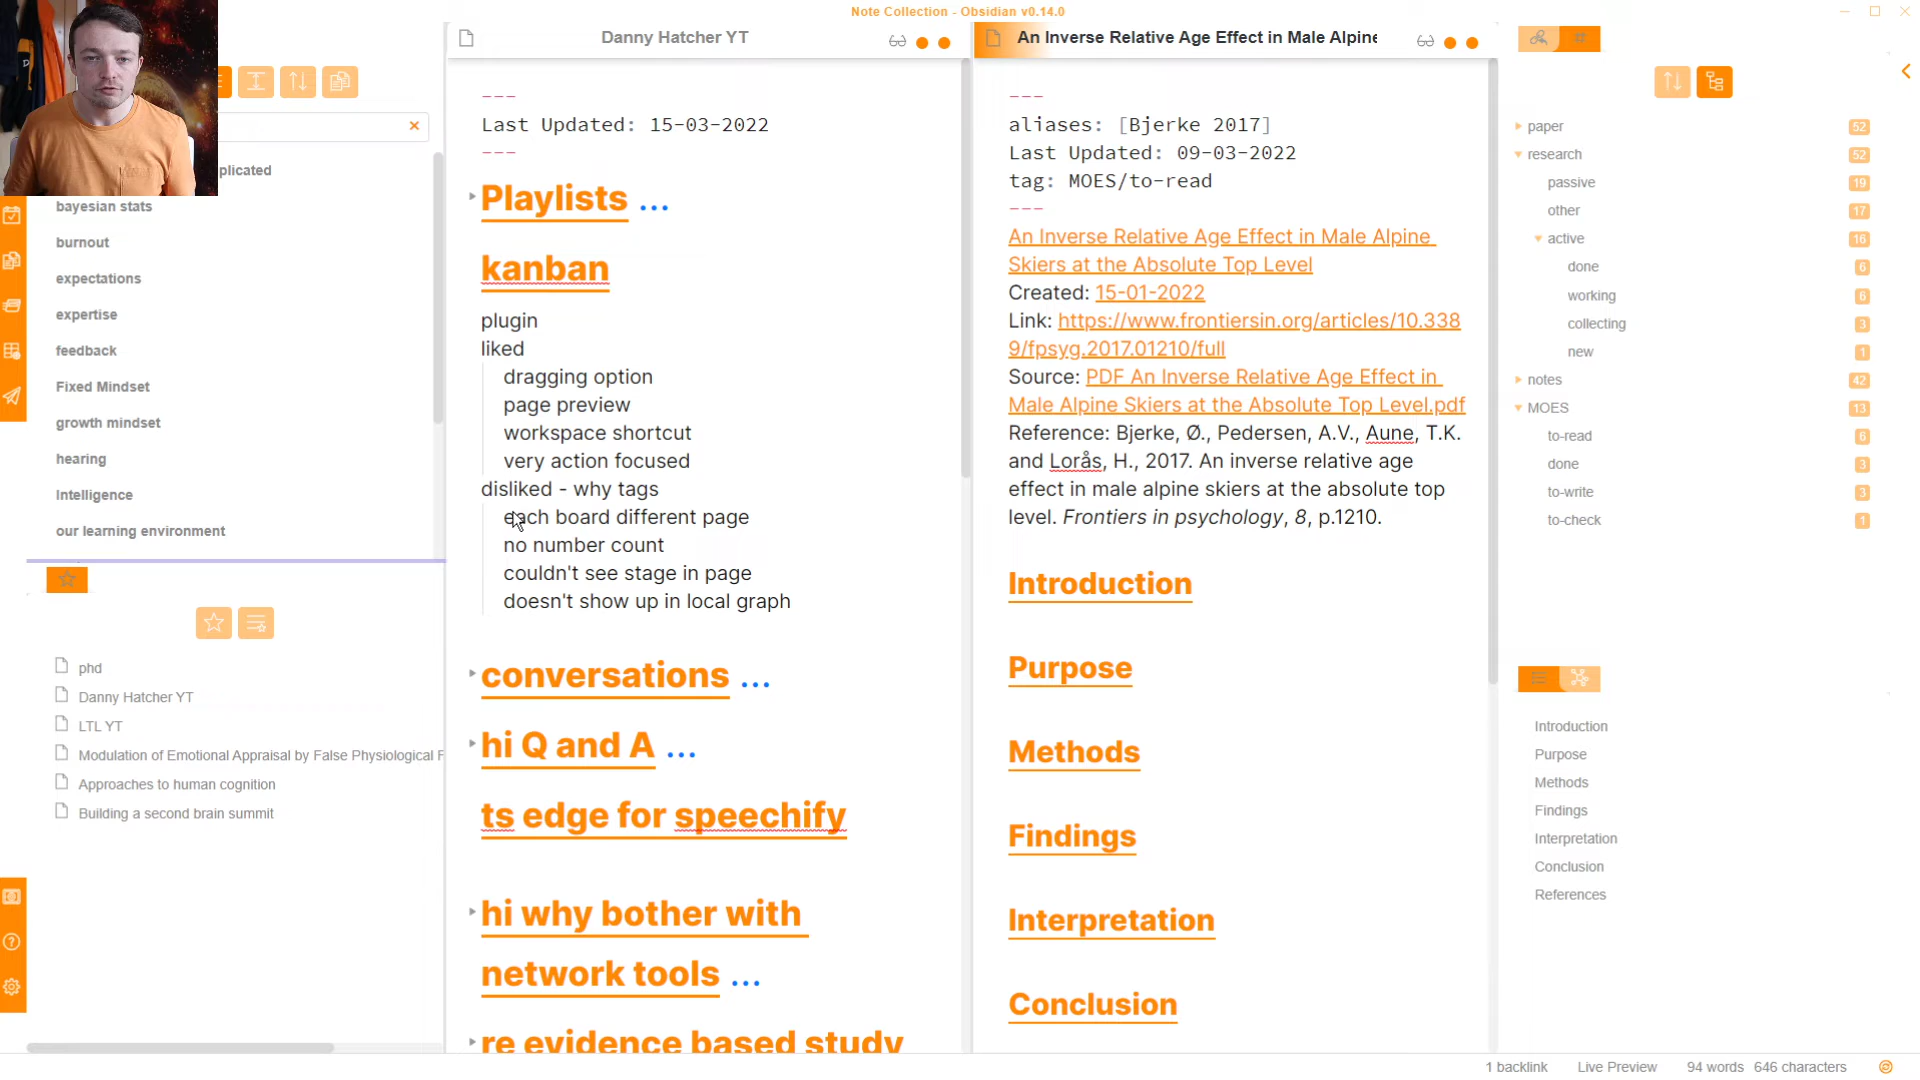 Note Collection - Obsidian v0.14.0
plicated
bayesian stats
burnout
expectations
expertise
feedback
Fixed Mindset
growth mindset
hearing
Intelligence
our learning environment
phd
Danny Hatcher YT
LTL YT
Modulation of Emotional Appraisal by False Physiological F
Approaches to human cognition
Building a second brain summit
Danny Hatcher YT
---
Last Updated: 15-03-2022
---
Playlists ...
kanban
plugin
liked
dragging option
page preview
workspace shortcut
very action focused
disliked - why tags
each board different page
no number count
couldn't see stage in page
doesn't show up in local graph
conversations ...
hi Q and A ...
ts edge for speechify
hi why bother with
network tools ...
re evidence based study
An Inverse Relative Age Effect in Male Alpine
---
aliases: [Bjerke 2017]
Last Updated: 09-03-2022
tag: MOES/to-read
---
An Inverse Relative Age Effect in Male Alpine
Skiers at the Absolute Top Level
Created: 15-01-2022
Link: https://www.frontiersin.org/articles/10.338
9/fpsyg.2017.01210/full
Source: PDF An Inverse Relative Age Effect in
Male Alpine Skiers at the Absolute Top Level.pdf
Reference: Bjerke, Ø., Pedersen, A.V., Aune, T.K.
and Lorås, H., 2017. An inverse relative age
effect in male alpine skiers at the absolute top
level. Frontiers in psychology, 8, p.1210.
Introduction
Purpose
Methods
Findings
Interpretation
Conclusion
paper 52
research 52
passive 19
other 17
active 16
done 6
working 6
collecting 3
new 1
notes 42
MOES 13
to-read 6
done 3
to-write 3
to-check 1
Introduction
Purpose
Methods
Findings
Interpretation
Conclusion
References
1 backlink Live Preview 94 words 646 characters